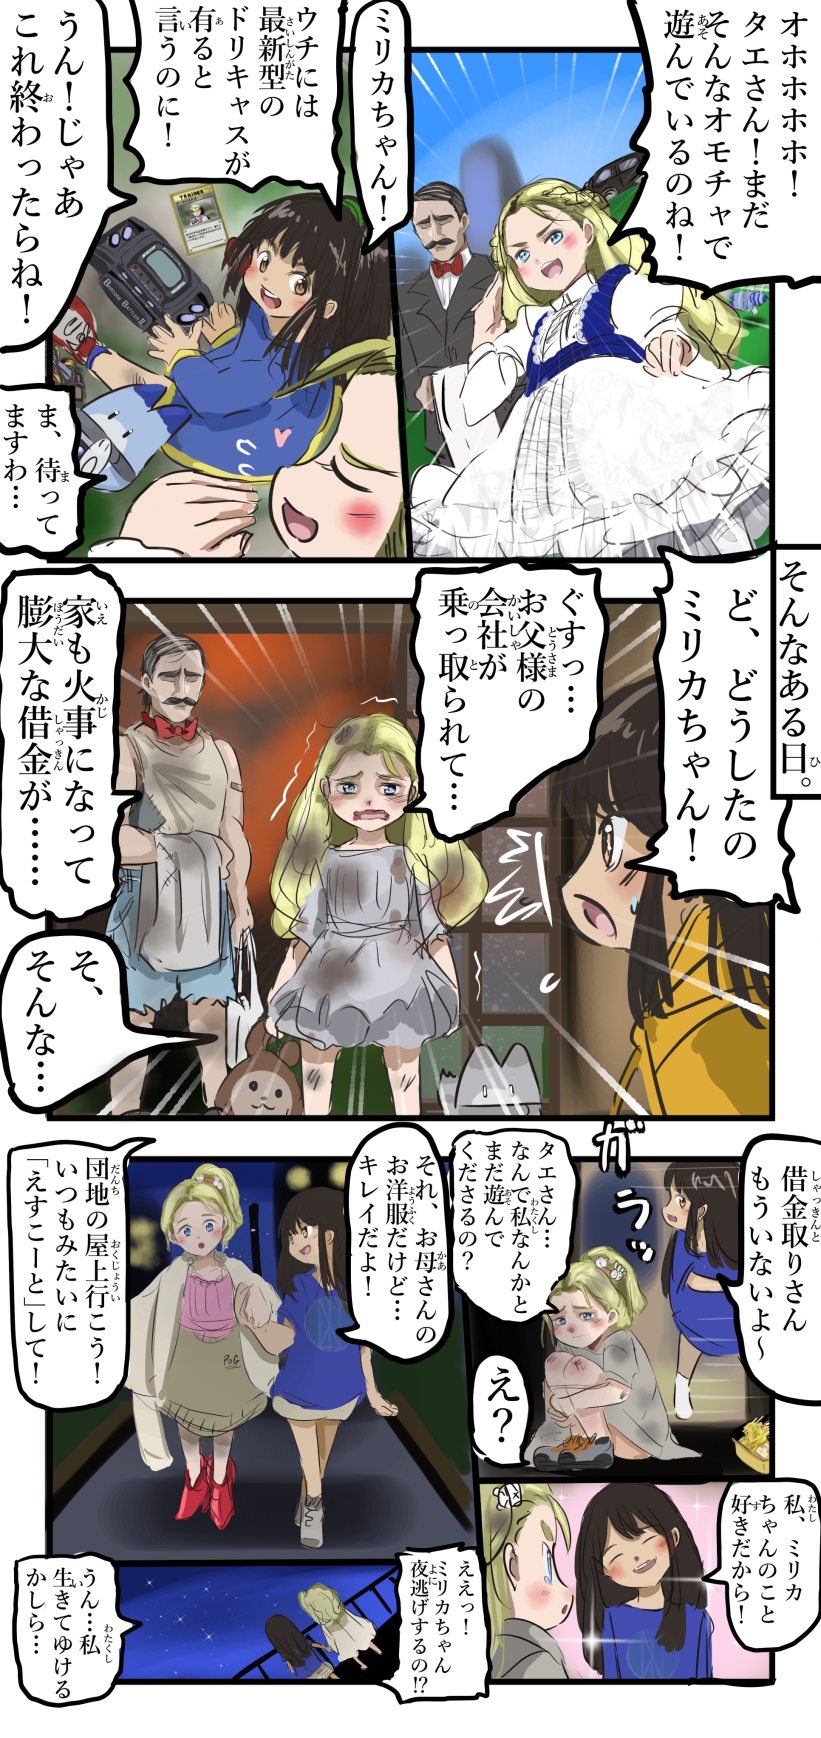 オホホホホ！
タエさん！まだ
そんなオモチャで
遊んでいるのね！
ミリカちゃん！
ウチには
最新型の
ドリキャスが
有ると
言うのに！
うん！じゃあ
これ終わったらね！
ま、待って
ますわ…
TRAINER
BARCODE BATTLER II
そんなある日。
ど、どうしたの
ミリカちゃん！
ぐすっ…
お父様の
会社が
乗っ取られて…
家も火事になって
膨大な借金が……
そ、
そんな…
ガラッ
借金取りさん
もういないよ～
タエさん…
なんで私なんかと
まだ遊んで
くださるの？
え？
私、ミリカ
ちゃんのこと
好きだから！
それ、お母さんの
お洋服だけど…
キレイだよ！
団地の屋上行こう！
いつもみたいに
「えすこーと」して！
PoG
ええっ！
ミリカちゃん
夜逃げするの⁉
うん…私
生きてゆける
かしら…